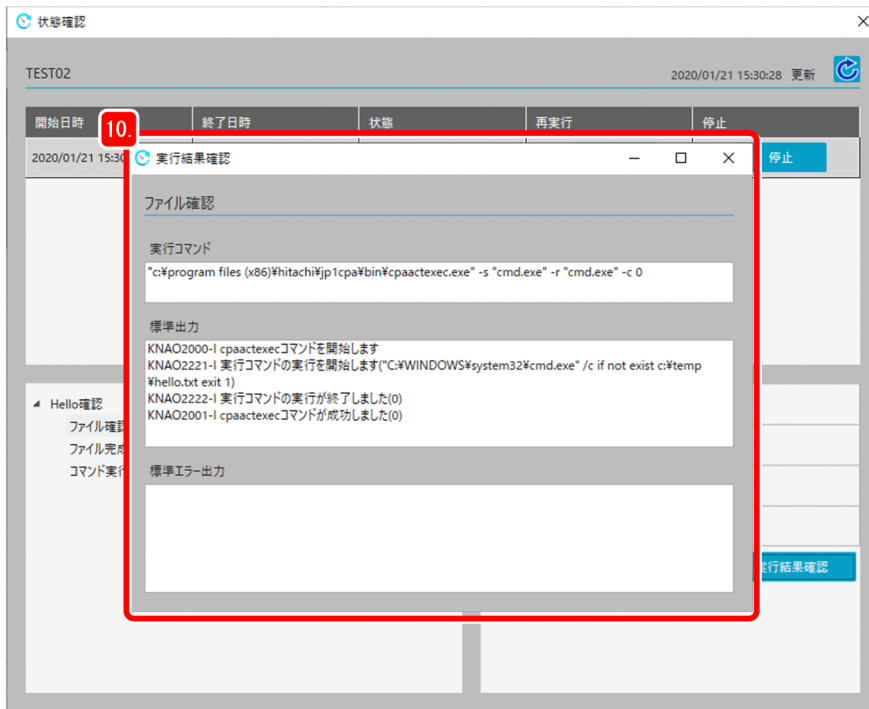 状態確認
TEST02
2020/01/21 15:30:28 更新
開始日時 終了日時 状態 再実行 停止
10.
2020/01/21 15:30
停止
実行結果確認
ファイル確認
実行コマンド
"c:¥program files (x86)¥hitachi¥jp1cpa¥bin¥cpaactexec.exe" -s "cmd.exe" -r "cmd.exe" -c 0
標準出力
KNAO2000-I cpaactexecコマンドを開始します
KNAO2221-I 実行コマンドの実行を開始します("C:¥WINDOWS¥system32¥cmd.exe" /c if not exist c:¥temp
¥hello.txt exit 1)
KNAO2222-I 実行コマンドの実行が終了しました(0)
KNAO2001-I cpaactexecコマンドが成功しました(0)
標準エラー出力
Hello確認
ファイル確認
ファイル完成
コマンド実行
実行結果確認